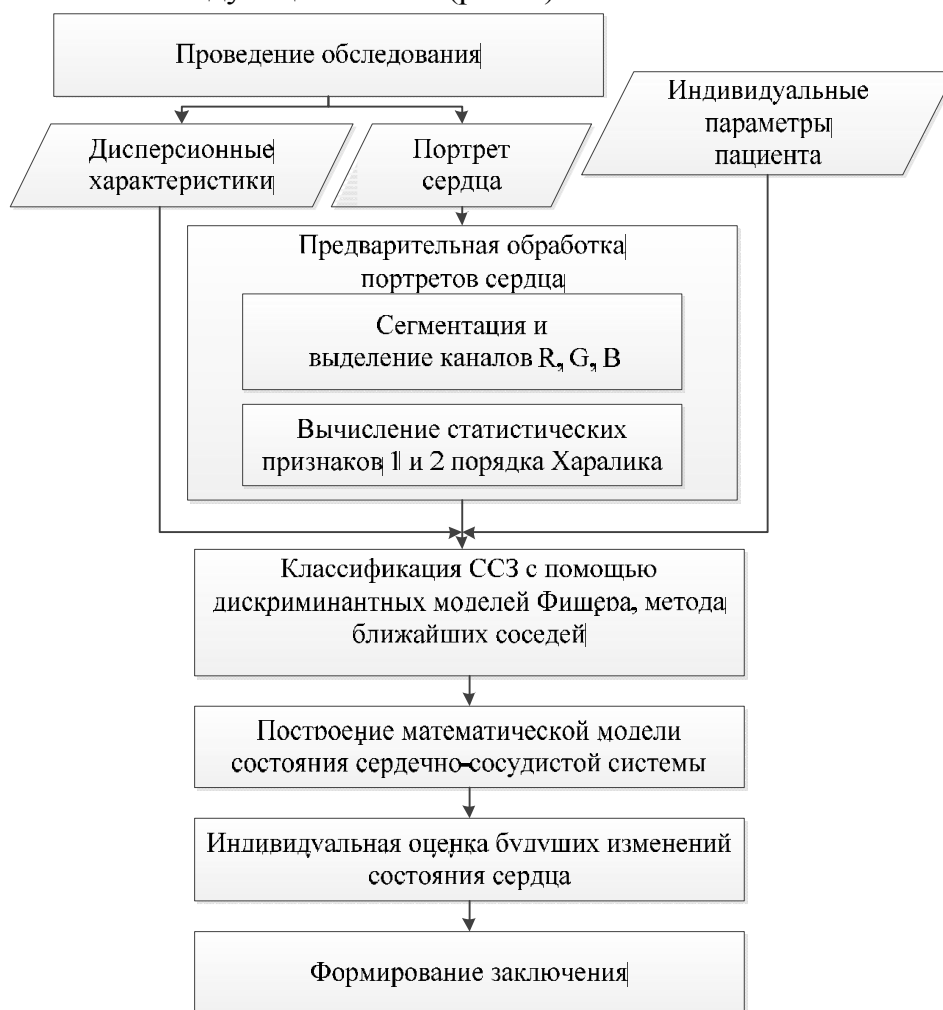 Проведение обследования
Дисперсионные
характеристики
Портрет
сердца
Индивидуальные
параметры
пациента
Предварительная обработка
портретов сердца
Сегментация и
выделение каналов R, G, B
Вычисление статистических
признаков 1 и 2 порядка Харалика
Классификация ССЗ с помощью
дискриминантных моделей Фишера, метода
ближайших соседей
Построение математической модели
состояния сердечно-сосудистой системы
Индивидуальная оценка будущих изменений
состояния сердца
Формирование заключения